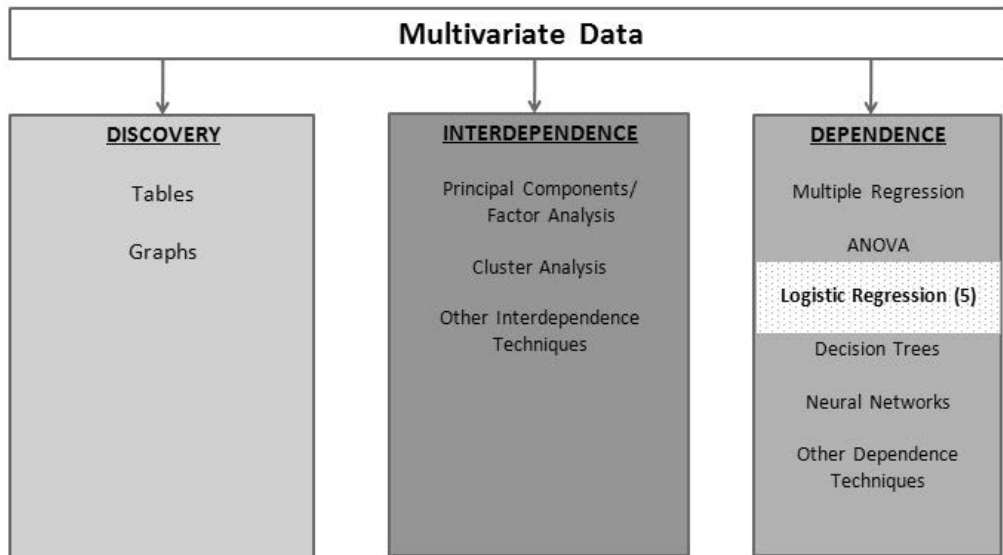 Multivariate Data
DISCOVERY
Tables
Graphs
INTERDEPENDENCE
Principal Components/
Factor Analysis
Cluster Analysis
Other Interdependence
Techniques
DEPENDENCE
Multiple Regression
ANOVA
Logistic Regression (5)
Decision Trees
Neural Networks
Other Dependence
Techniques